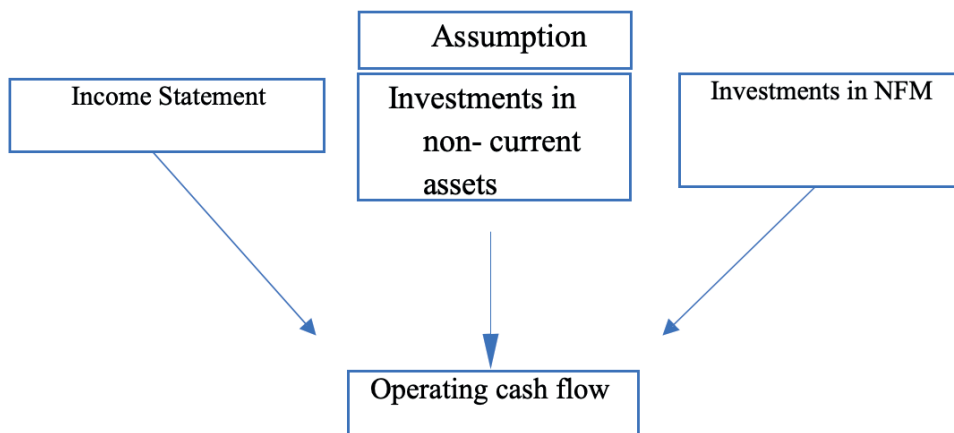 Assumption
Income Statement
Investments in
non- current
assets
Investments in NFM
Operating cash flow